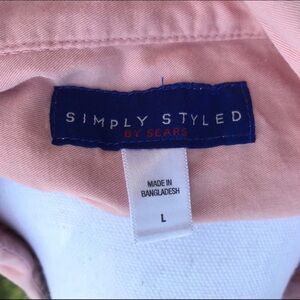 SIMPLY STYLED
BY SEARS
MADE IN
BANGLADESH
L